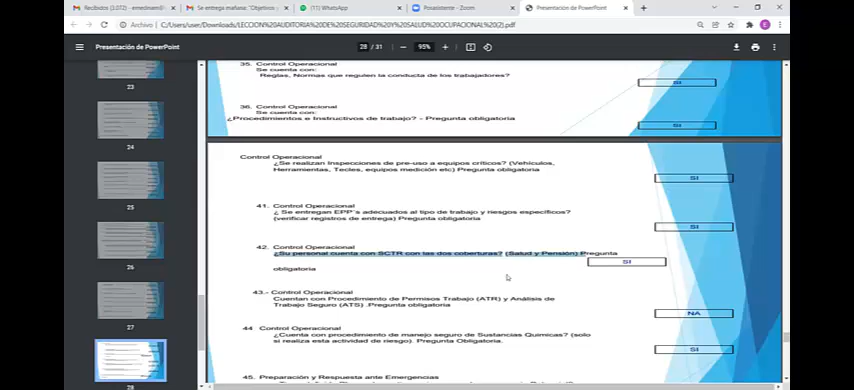 Recibidos (3.072) - emedinam0
Se entrega mañana: "Objetivos y
(11) WhatsApp
Posasistente - Zoom
Presentación de PowerPoint
Archivo | C:/Users/user/Downloads/LECCION%20AUDITORIA%20DE%20SEGURIDAD%20Y%20SALUD%20OCUPACIONAL%20(2).pdf
E
Presentación de PowerPoint
28 / 31
95%
23
24
25
26
27
28
35. Control Operacional
Se cuenta con:
Reglas, Normas que regulen la conducta de los trabajadores?
SI
36. Control Operacional
Se cuenta con:
¿Procedimientos e Instructivos de trabajo? - Pregunta obligatoria
SI
Control Operacional
¿Se realizan Inspecciones de pre-uso a equipos críticos? (Vehículos,
Herramientas, Tecles, equipos medición etc) Pregunta obligatoria
SI
41. Control Operacional
¿ Se entregan EPP´s adecuados al tipo de trabajo y riesgos específicos?
(verificar registros de entrega) Pregunta obligatoria
SI
42. Control Operacional
¿Su personal cuenta con SCTR con las dos coberturas? (Salud y Pensión) Pregunta
SI
obligatoria
43.- Control Operacional
Cuentan con Procedimiento de Permisos Trabajo (ATR) y Análisis de
Trabajo Seguro (ATS) .Pregunta obligatoria
NA
44 Control Operacional
¿Cuenta con procedimiento de manejo seguro de Sustancias Quimicas? (solo
si realiza esta actividad de riesgo). Pregunta Obligatoria.
SI
45. Preparación y Respuesta ante Emergencias